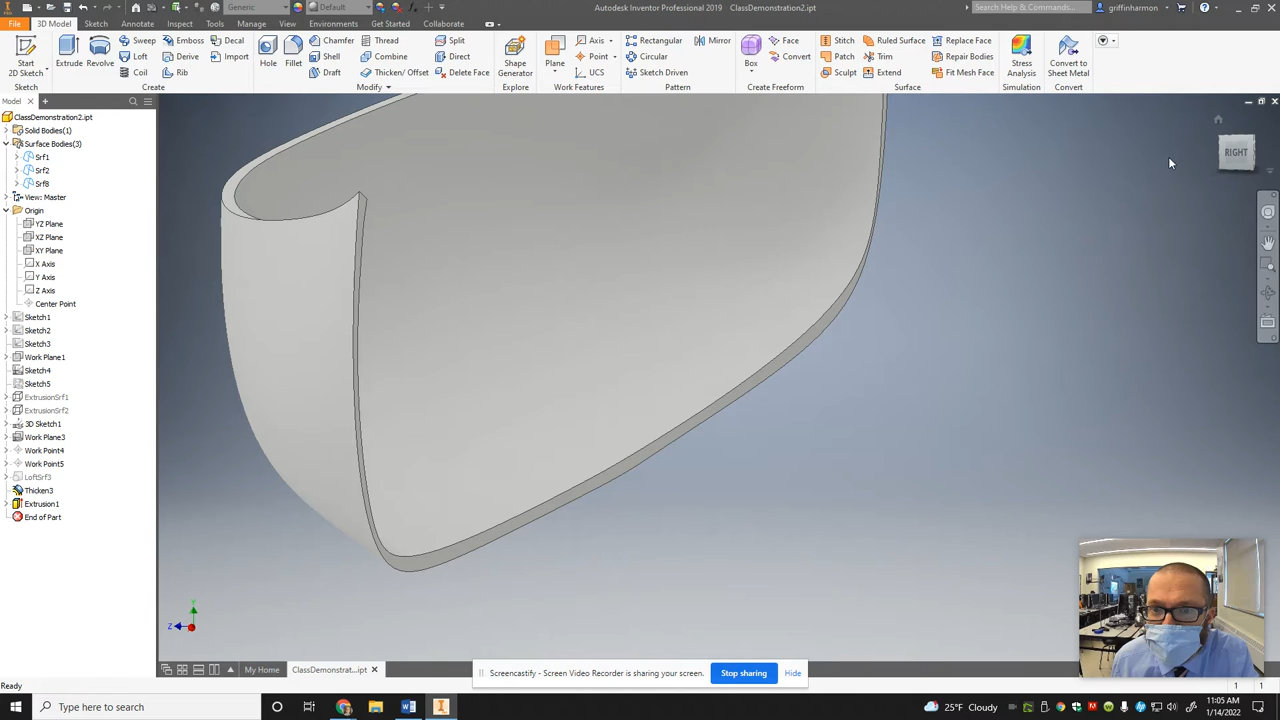 Generic
Default
Autodesk Inventor Professional 2019 ClassDemonstration2.ipt
Search Help & Commands...
griffinharmon
File
3D Model
Sketch
Annotate
Inspect
Tools
Manage
View
Environments
Get Started
Collaborate
Start
2D Sketch
Sketch
Extrude
Revolve
Sweep
Emboss
Decal
Loft
Derive
Import
Coil
Rib
Create
Hole
Fillet
Chamfer
Thread
Split
Shell
Combine
Direct
Draft
Thicken/ Offset
Delete Face
Modify
Shape
Generator
Explore
Plane
Axis
Point
UCS
Work Features
Rectangular
Mirror
Circular
Sketch Driven
Pattern
Box
Face
Convert
Create Freeform
Stitch
Ruled Surface
Replace Face
Patch
Trim
Repair Bodies
Sculpt
Extend
Fit Mesh Face
Surface
Stress
Analysis
Simulation
Convert to
Sheet Metal
Convert
Model
ClassDemonstration2.ipt
Solid Bodies(1)
Surface Bodies(3)
Srf1
Srf2
Srf8
View: Master
Origin
YZ Plane
XZ Plane
XY Plane
X Axis
Y Axis
Z Axis
Center Point
Sketch1
Sketch2
Sketch3
Work Plane1
Sketch4
Sketch5
ExtrusionSrf1
ExtrusionSrf2
3D Sketch1
Work Plane3
Work Point4
Work Point5
LoftSrf3
Thicken3
Extrusion1
End of Part
RIGHT
Y
Z
My Home
ClassDemonstrat...ipt
Screencastify - Screen Video Recorder is sharing your screen.
Stop sharing
Hide
Ready
1
1
Type here to search
25°F Cloudy
11:05 AM
1/14/2022